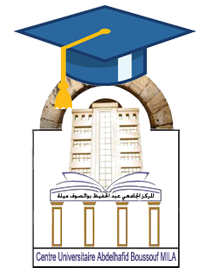 المركز الجامعي عبد الحفيظ بوالصوف ميلة
Centre Universitaire Abdelhafid Boussouf MILA